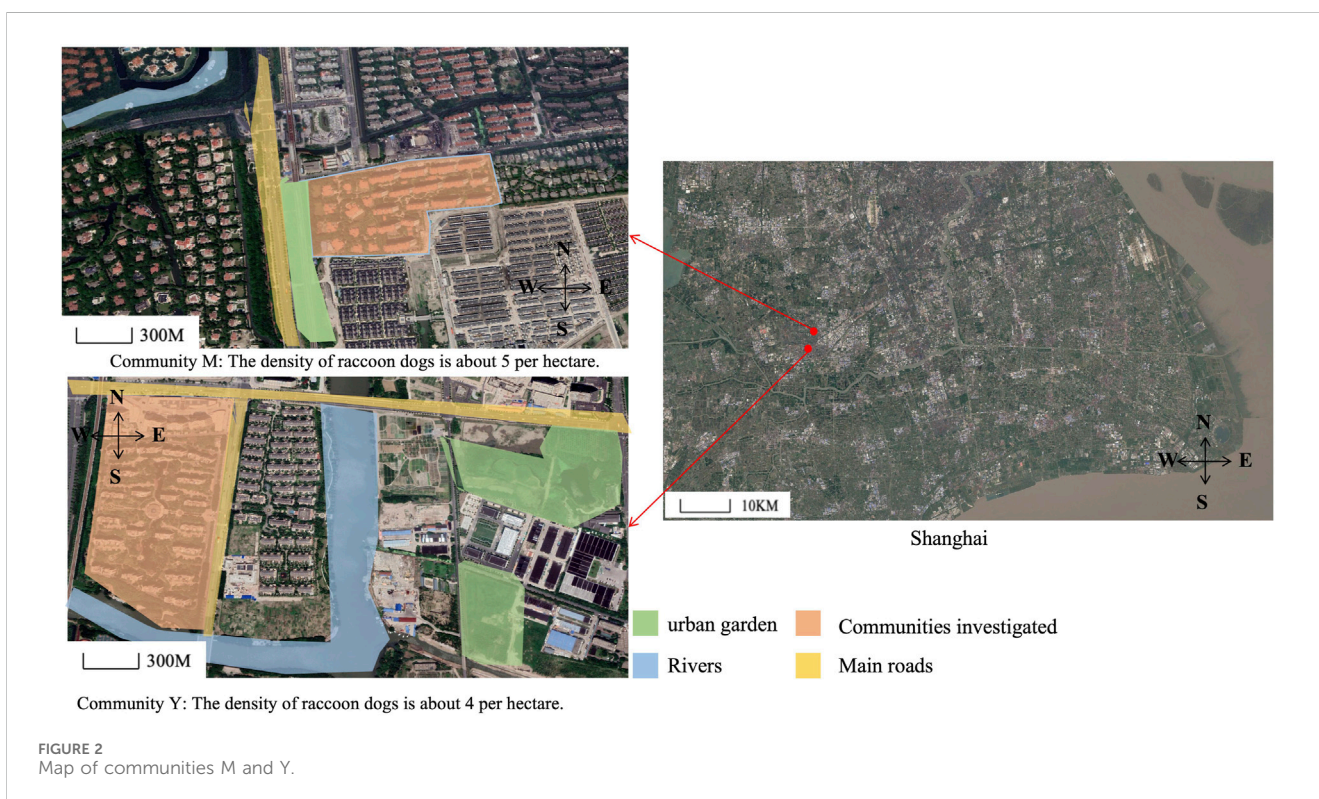 N
W E
S
300M
Community M: The density of raccoon dogs is about 5 per hectare.
N
W E
S
300M
Community Y: The density of raccoon dogs is about 4 per hectare.
N
W E
S
10KM
Shanghai
urban garden
Communities investigated
Rivers
Main roads
FIGURE 2
Map of communities M and Y.